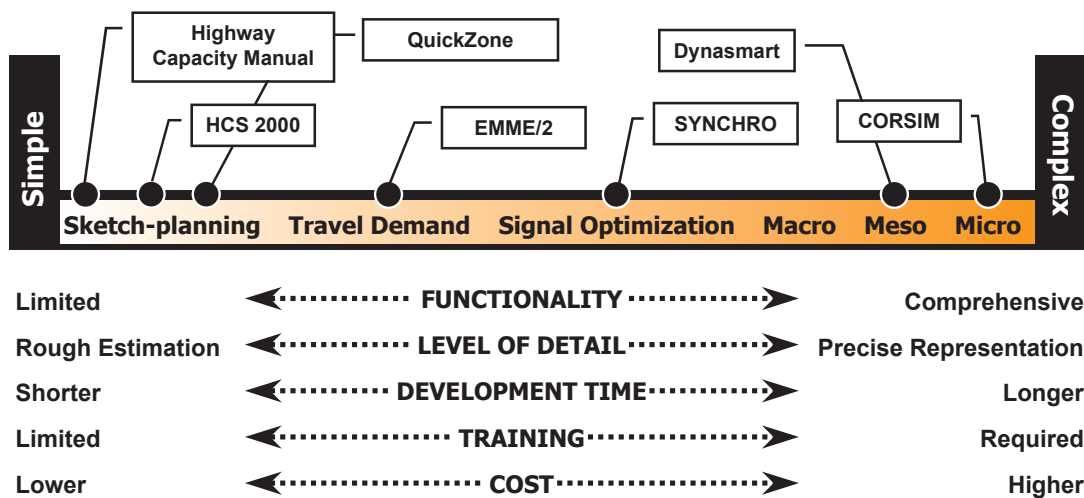 Highway
Capacity Manual
QuickZone
Dynasmart
HCS 2000
EMME/2
SYNCHRO
CORSIM
Simple
Complex
Sketch-planning Travel Demand Signal Optimization Macro Meso Micro
Limited FUNCTIONALITY Comprehensive
Rough Estimation LEVEL OF DETAIL Precise Representation
Shorter DEVELOPMENT TIME Longer
Limited TRAINING Required
Lower COST Higher